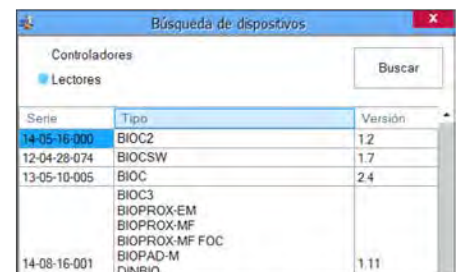 Búsqueda de dispositivos
x
Controladores
Lectores
Buscar
Serie Tipo Versión
14-05-16-000 BIOC2 1.2
12-04-28-074 BIOCSW 1.7
13-05-10-005 BIOC 2.4
BIOC3
BIOPROX-EM
BIOPROX-MF
BIOPROX-MF FOC
14-08-16-001 BIOPAD-M 1.11
DINBIO